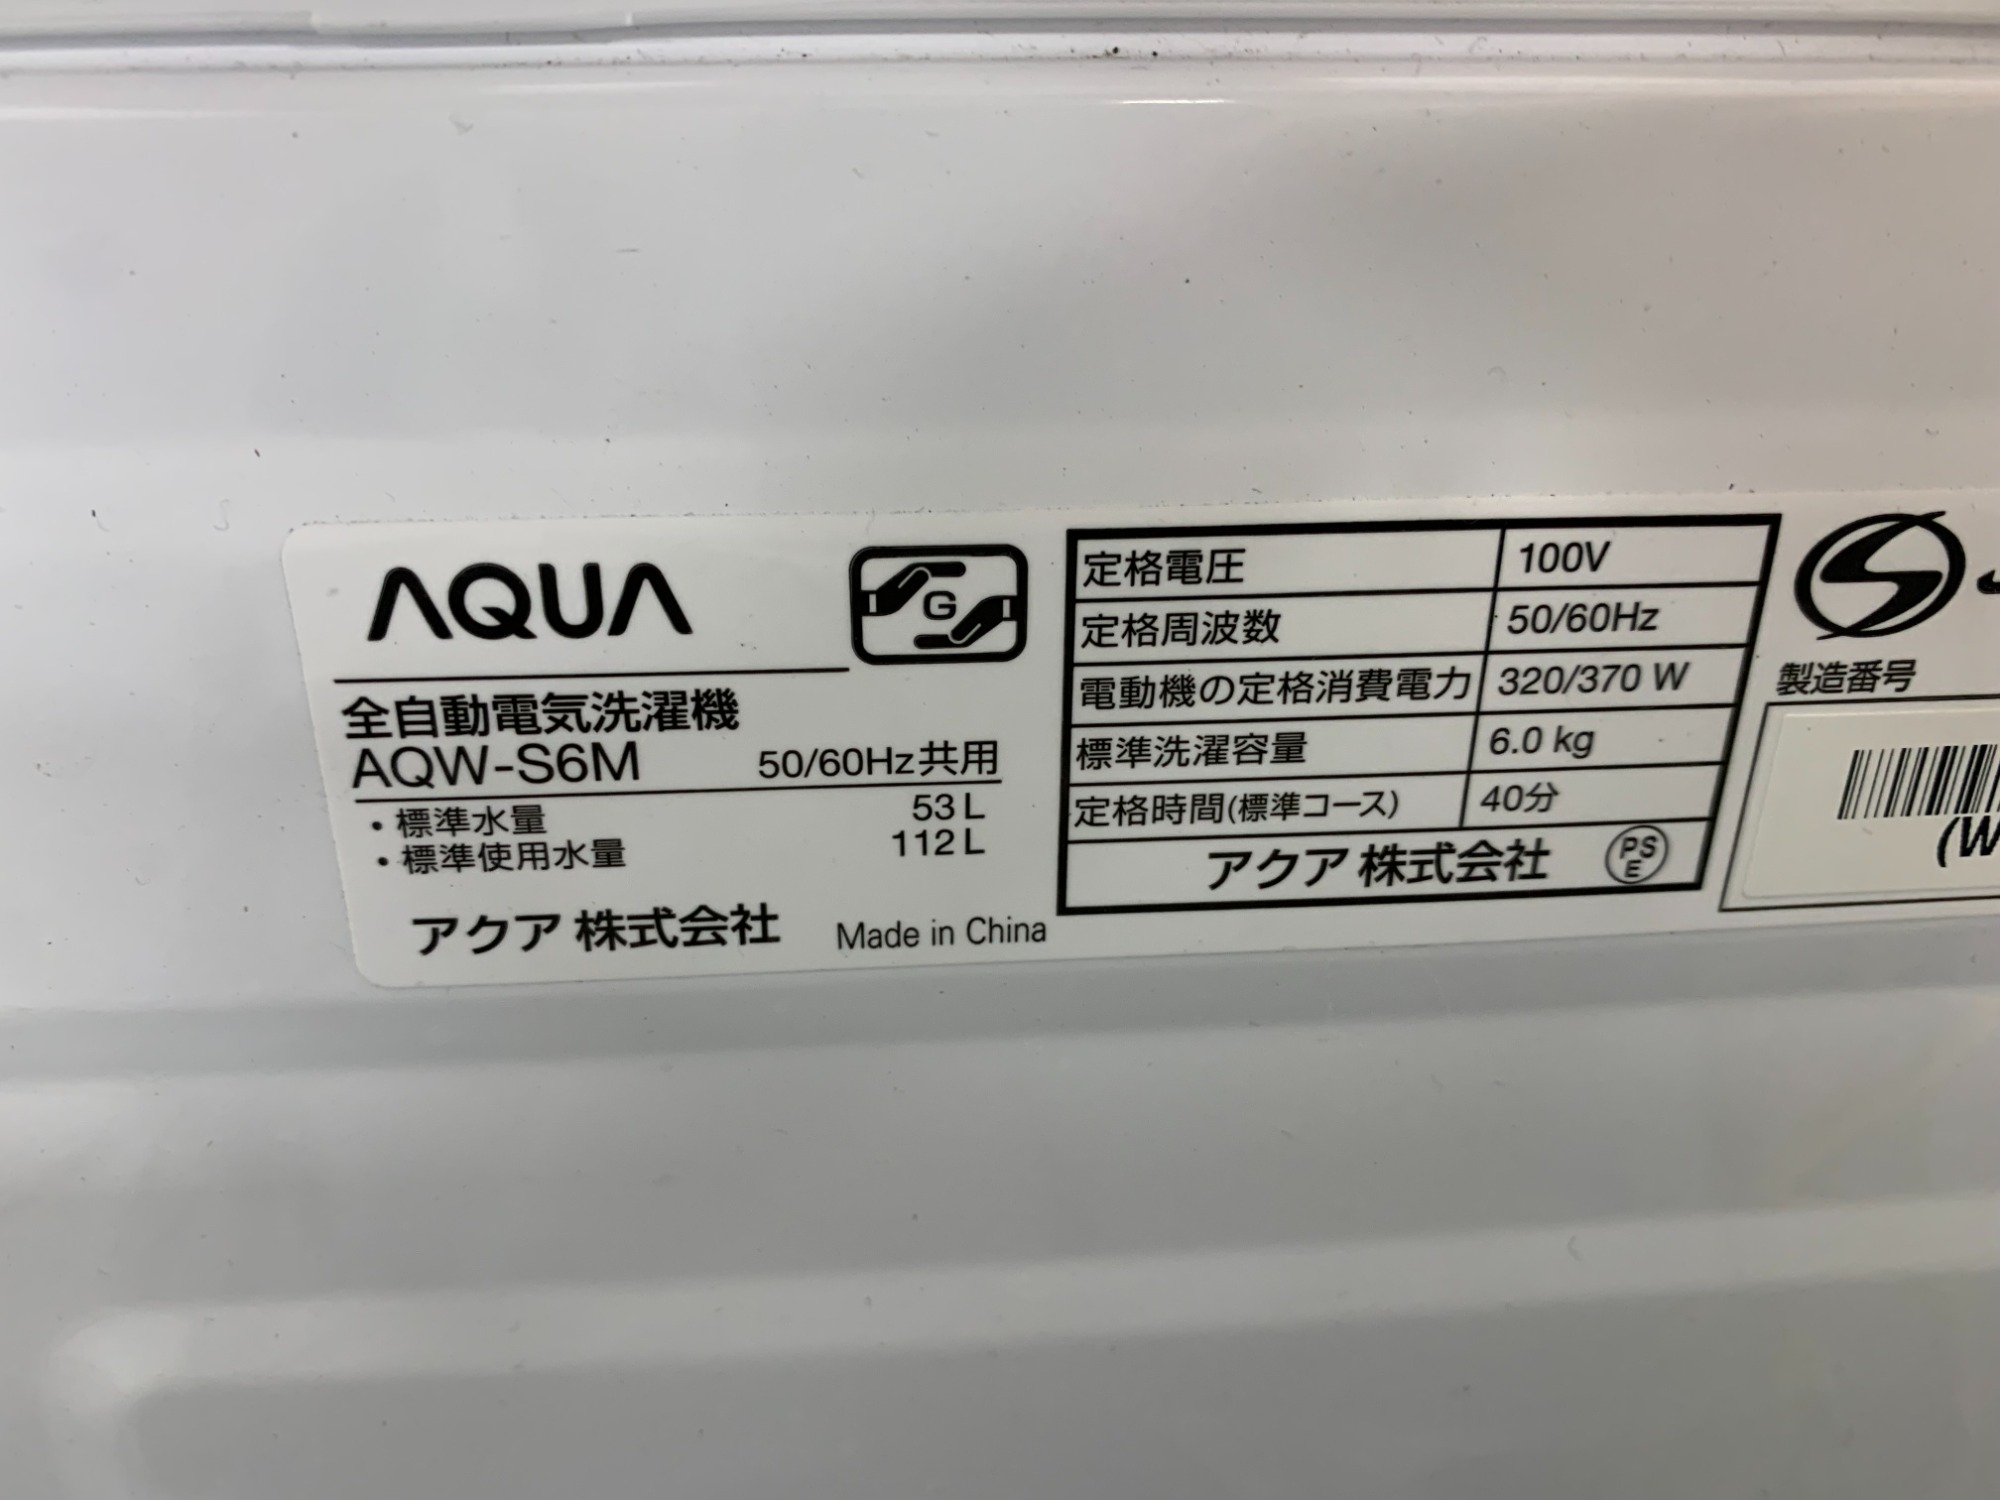 AQUA
G
全自動電気洗濯機
AQW-S6M 50/60Hz共用
・標準水量 53 L
・標準使用水量 112 L
アクア 株式会社 Made in China
定格電圧 100V
定格周波数 50/60Hz
電動機の定格消費電力 320/370 W
標準洗濯容量 6.0 kg
定格時間(標準コース) 40分
アクア 株式会社 PSE
S
製造番号
(W